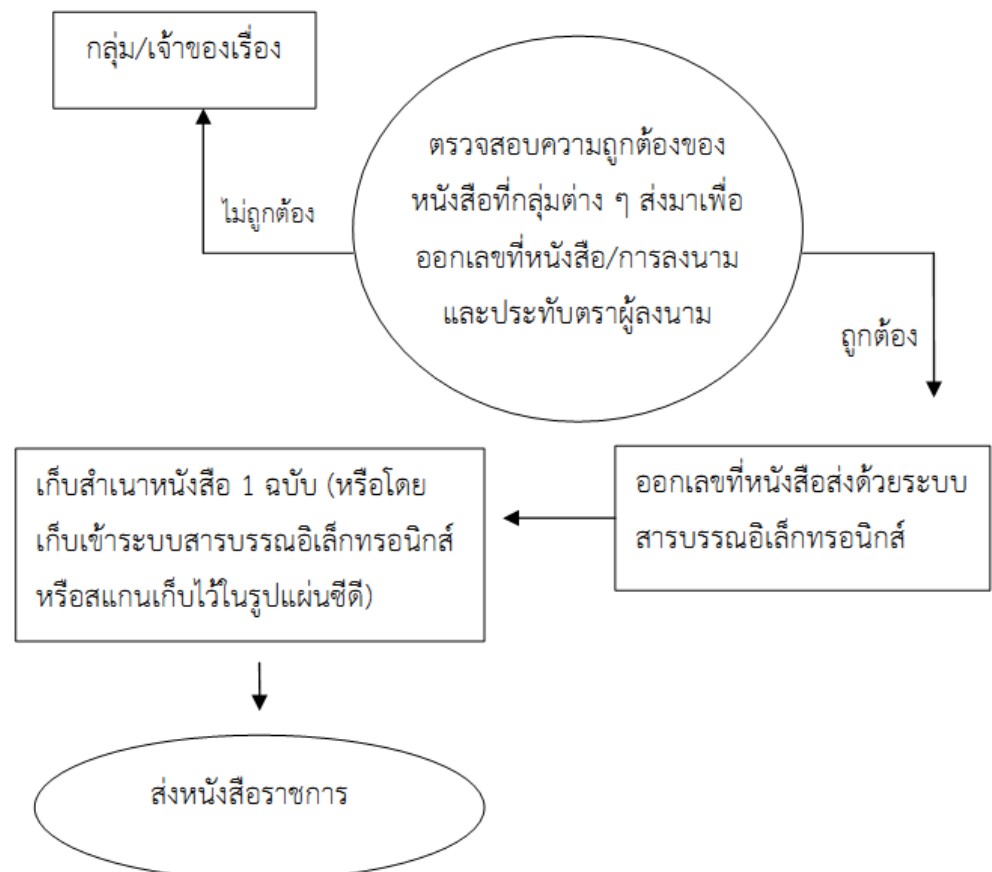 กลุ่ม/เจ้าของเรื่อง
ตรวจสอบความถูกต้องของ
หนังสือที่กลุ่มต่าง ๆ ส่งมาเพื่อ
ออกเลขที่หนังสือ/การลงนาม
และประทับตราผู้ลงนาม
ไม่ถูกต้อง
ถูกต้อง
ออกเลขที่หนังสือส่งด้วยระบบ
สารบรรณอิเล็กทรอนิกส์
เก็บสำเนาหนังสือ 1 ฉบับ (หรือโดย
เก็บเข้าระบบสารบรรณอิเล็กทรอนิกส์
หรือสแกนเก็บไว้ในรูปแผ่นซีดี)
ส่งหนังสือราชการ